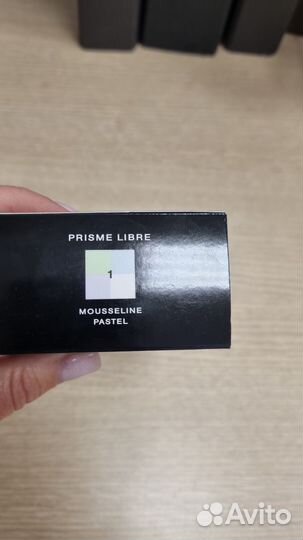 PRISME LIBRE
1
MOUSSELINE
PASTEL
Avito